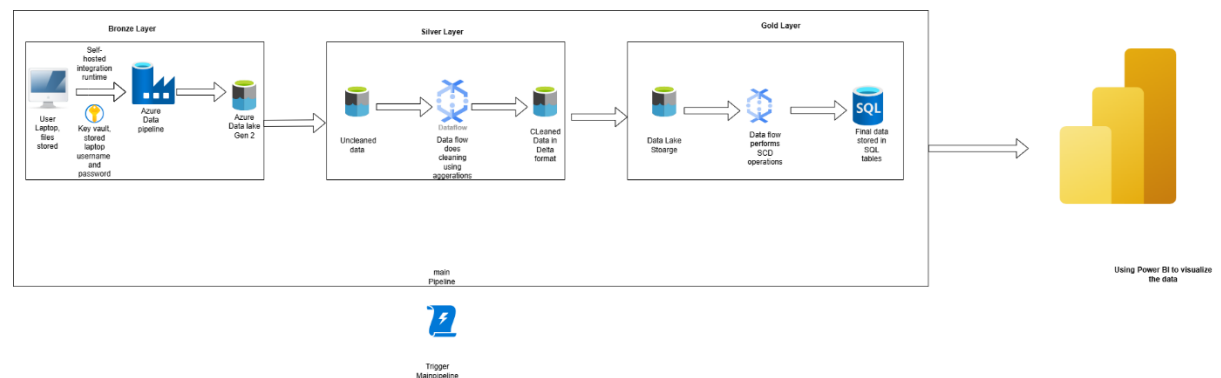 Bronze Layer
Self-
hosted
integration
runtime
User
Laptop,
files
stored
Key vault,
stored
laptop
username
and
password
Azure
Data
pipeline
Azure
Data lake
Gen 2
Silver Layer
Uncleaned
data
Dataflow
Data flow
does
cleaning
using
aggerations
CLeaned
Data in
Delta
format
Gold Layer
Data Lake
Stoarge
Data flow
performs
SCD
operations
SQL
Final data
stored in
SQL
tables
main
Pipeline
Trigger
Mainpipeline
Using Power BI to visualize
the data